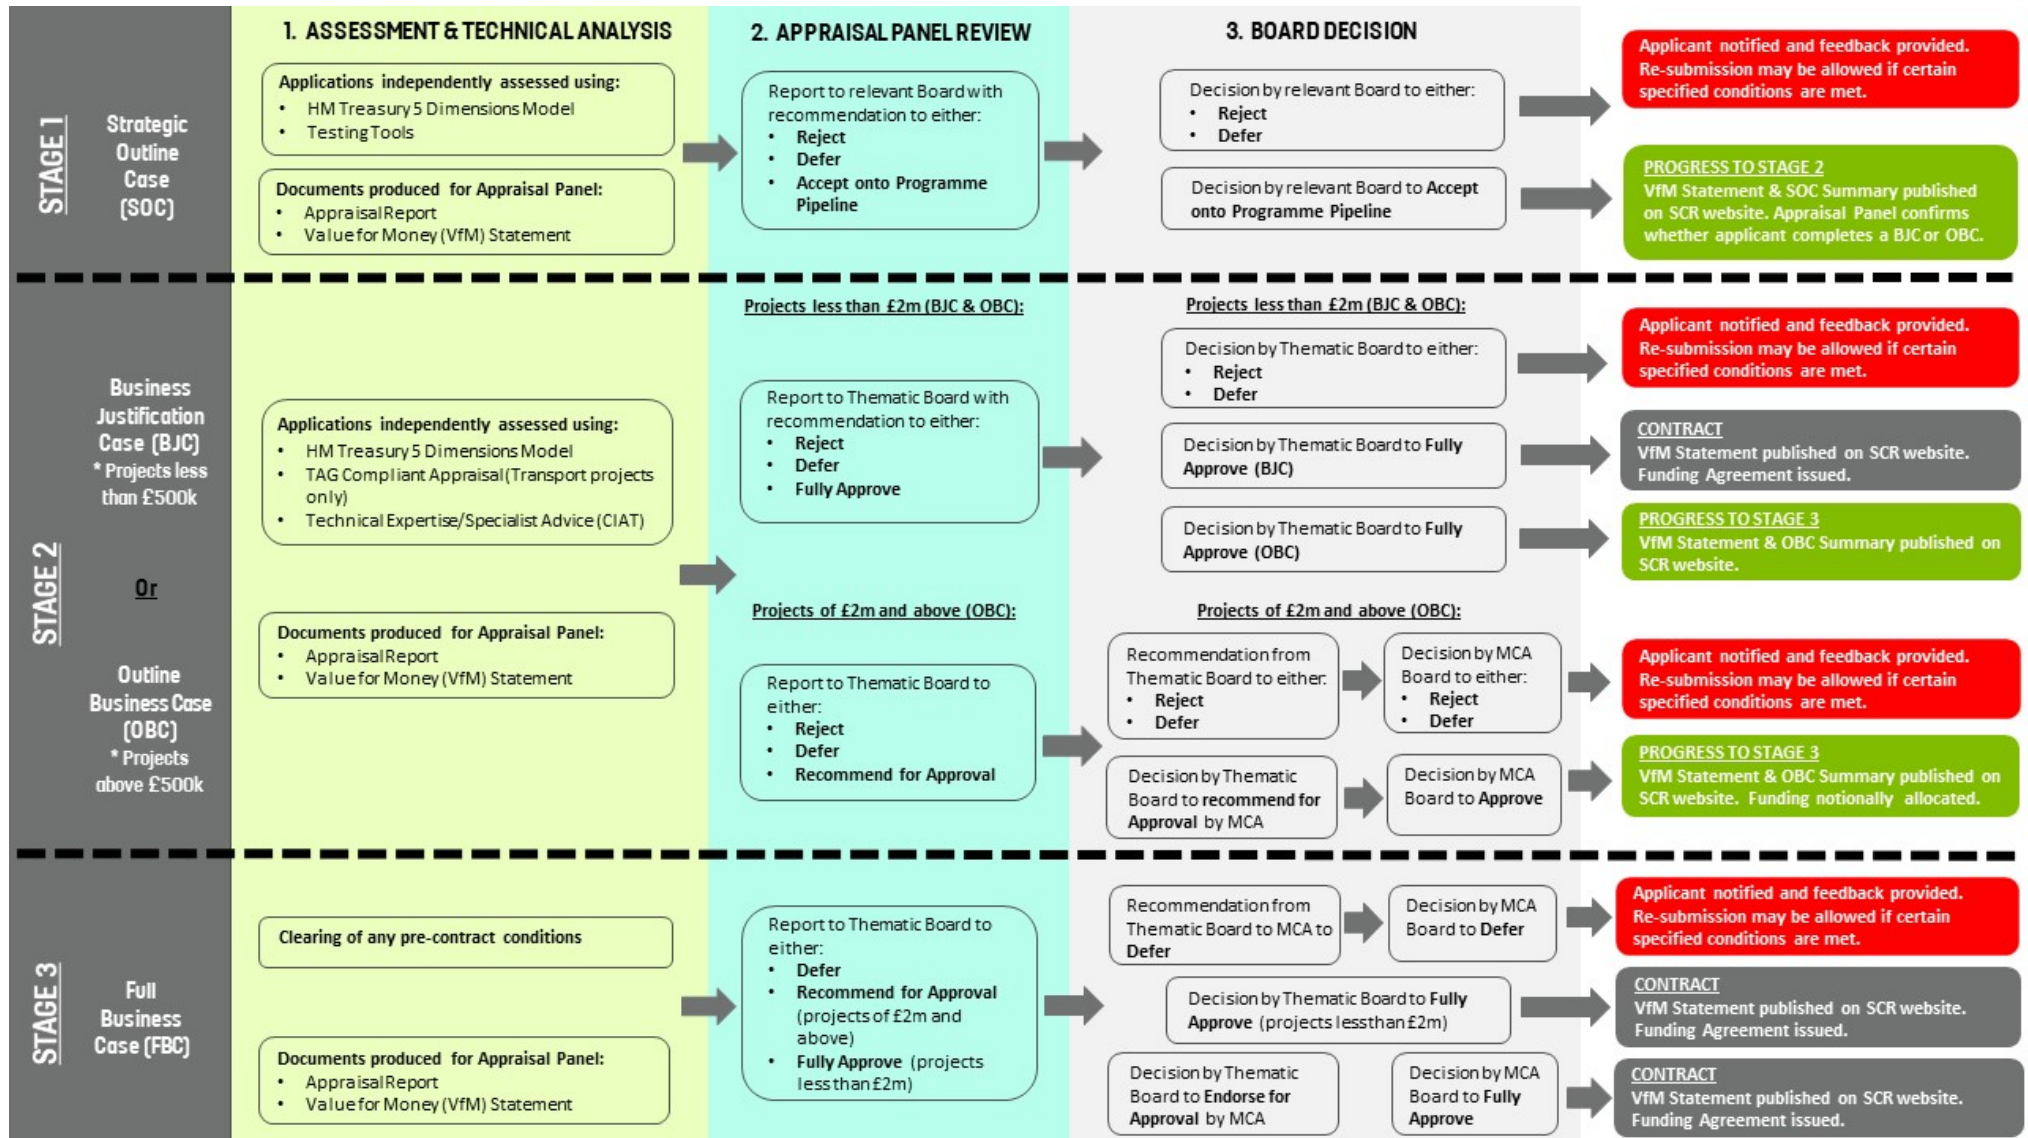 1. ASSESSMENT & TECHNICAL ANALYSIS
2. APPRAISAL PANEL REVIEW
3. BOARD DECISION
STAGE 1
Strategic
Outline
Case
(SOC)
Applications independently assessed using:
• HM Treasury 5 Dimensions Model
• Testing Tools
Documents produced for Appraisal Panel:
• Appraisal Report
• Value for Money (VfM) Statement
Report to relevant Board with
recommendation to either:
• Reject
• Defer
• Accept onto Programme
Pipeline
Decision by relevant Board to either:
• Reject
• Defer
Decision by relevant Board to Accept
onto Programme Pipeline
Applicant notified and feedback provided.
Re-submission may be allowed if certain
specified conditions are met.
PROGRESS TO STAGE 2
VfM Statement & SOC Summary published
on SCR website. Appraisal Panel confirms
whether applicant completes a BJC or OBC.
STAGE 2
Business
Justification
Case (BJC)
* Projects less
than £500k
Or
Outline
Business Case
(OBC)
* Projects
above £500k
Applications independently assessed using:
• HM Treasury 5 Dimensions Model
• TAG Compliant Appraisal (Transport projects
only)
• Technical Expertise/Specialist Advice (CIAT)
Documents produced for Appraisal Panel:
• Appraisal Report
• Value for Money (VfM) Statement
Projects less than £2m (BJC & OBC):
Report to Thematic Board with
recommendation to either:
• Reject
• Defer
• Fully Approve
Projects of £2m and above (OBC):
Report to Thematic Board to
either:
• Reject
• Defer
• Recommend for Approval
Projects less than £2m (BJC & OBC):
Decision by Thematic Board to either:
• Reject
• Defer
Decision by Thematic Board to Fully
Approve (BJC)
Decision by Thematic Board to Fully
Approve (OBC)
Projects of £2m and above (OBC):
Recommendation from
Thematic Board to either:
• Reject
• Defer
Decision by MCA
Board to either:
• Reject
• Defer
Decision by Thematic
Board to recommend for
Approval by MCA
Decision by MCA
Board to Approve
Applicant notified and feedback provided.
Re-submission may be allowed if certain
specified conditions are met.
CONTRACT
VfM Statement published on SCR website.
Funding Agreement issued.
PROGRESS TO STAGE 3
VfM Statement & OBC Summary published on
SCR website.
Applicant notified and feedback provided.
Re-submission may be allowed if certain
specified conditions are met.
PROGRESS TO STAGE 3
VfM Statement & OBC Summary published on
SCR website. Funding notionally allocated.
STAGE 3
Full
Business
Case (FBC)
Clearing of any pre-contract conditions
Documents produced for Appraisal Panel:
• Appraisal Report
• Value for Money (VfM) Statement
Report to Thematic Board to
either:
• Defer
• Recommend for Approval
(projects of £2m and
above)
• Fully Approve (projects
less than £2m)
Recommendation from
Thematic Board to MCA to
Defer
Decision by MCA
Board to Defer
Decision by Thematic Board to Fully
Approve (projects less than £2m)
Decision by Thematic
Board to Endorse for
Approval by MCA
Decision by MCA
Board to Fully
Approve
Applicant notified and feedback provided.
Re-submission may be allowed if certain
specified conditions are met.
CONTRACT
VfM Statement published on SCR website.
Funding Agreement issued.
CONTRACT
VfM Statement published on SCR website.
Funding Agreement issued.